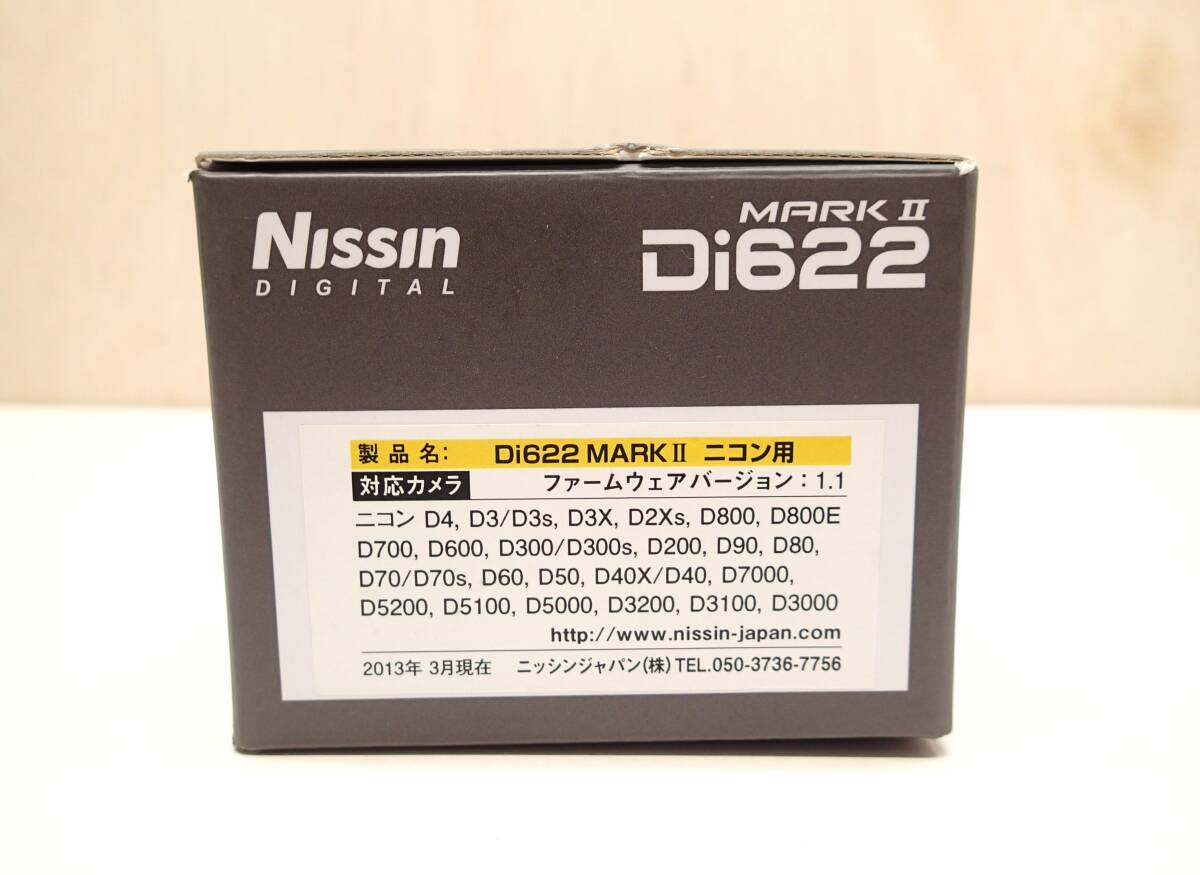 Nissin
DIGITAL
MARK II
Di622
製品名: Di622 MARK II ニコン用
対応カメラ ファームウェアバージョン：1.1
ニコン D4, D3/D3s, D3X, D2Xs, D800, D800E
D700, D600, D300/D300s, D200, D90, D80,
D70/D70s, D60, D50, D40X/D40, D7000,
D5200, D5100, D5000, D3200, D3100, D3000
http://www.nissin-japan.com
2013年 3月現在 ニッシンジャパン(株) TEL.050-3736-7756